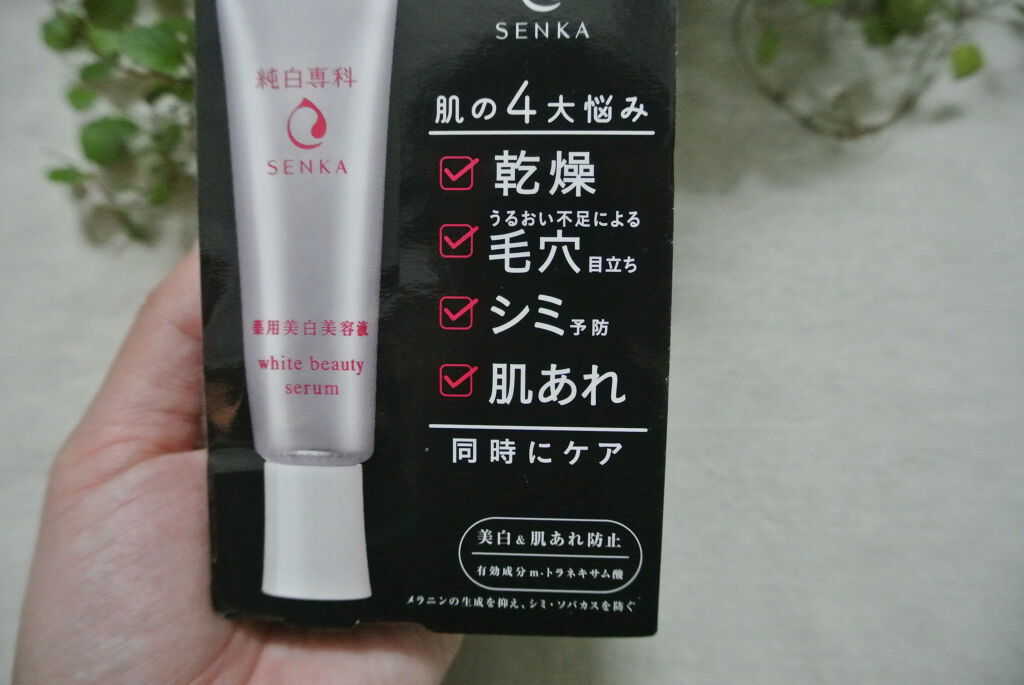 純白専科
SENKA
薬用美白美容液
white beauty
serum
SENKA
肌の4大悩み
乾燥
うるおい不足による
毛穴目立ち
シミ予防
肌あれ
同時にケア
美白&肌あれ防止
有効成分m-トラネキサム酸
メラニンの生成を抑え、シミ・ソバカスを防ぐ